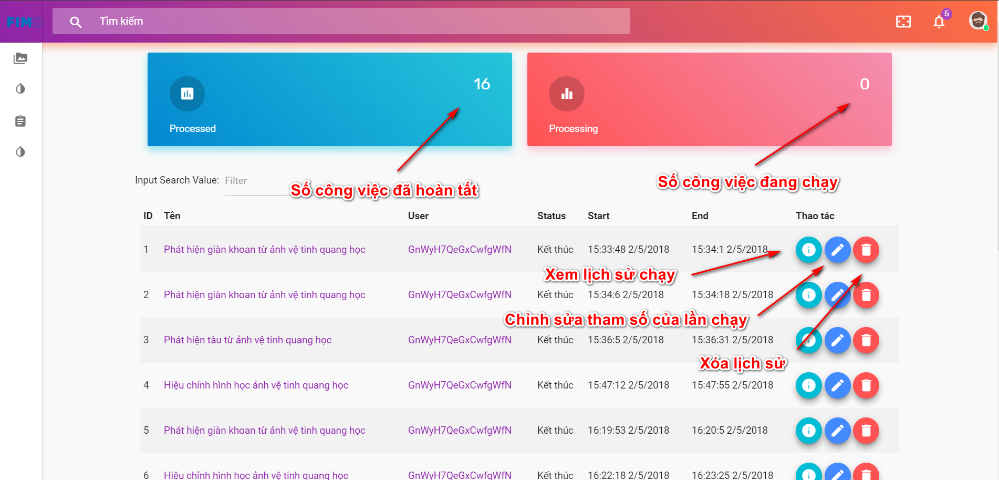 FIMO
Tìm kiếm
5
16
Processed
0
Processing
Input Search Value: Filter
Số công việc đã hoàn tất
Số công việc đang chạy
ID Tên User Status Start End Thao tác
1 Phát hiện giàn khoan từ ảnh vệ tinh quang học GnWyH7QeGxCwfgWfN Kết thúc 15:33:48 2/5/2018 15:34:1 2/5/2018
Xem lịch sử chạy
2 Phát hiện giàn khoan từ ảnh vệ tinh quang học GnWyH7QeGxCwfgWfN Kết thúc 15:34:6 2/5/2018 15:34:18 2/5/2018
Chỉnh sửa tham số của lần chạy
3 Phát hiện tàu từ ảnh vệ tinh quang học GnWyH7QeGxCwfgWfN Kết thúc 15:36:5 2/5/2018 15:36:31 2/5/2018
Xóa lịch sử
4 Hiệu chỉnh hình học ảnh vệ tinh quang học GnWyH7QeGxCwfgWfN Kết thúc 15:47:12 2/5/2018 15:47:55 2/5/2018
5 Phát hiện giàn khoan từ ảnh vệ tinh quang học GnWyH7QeGxCwfgWfN Kết thúc 16:19:53 2/5/2018 16:20:5 2/5/2018
6 Hiệu chỉnh hình học ảnh vệ tinh quang học GnWyH7QeGxCwfgWfN Kết thúc 16:22:18 2/5/2018 16:23:25 2/5/2018